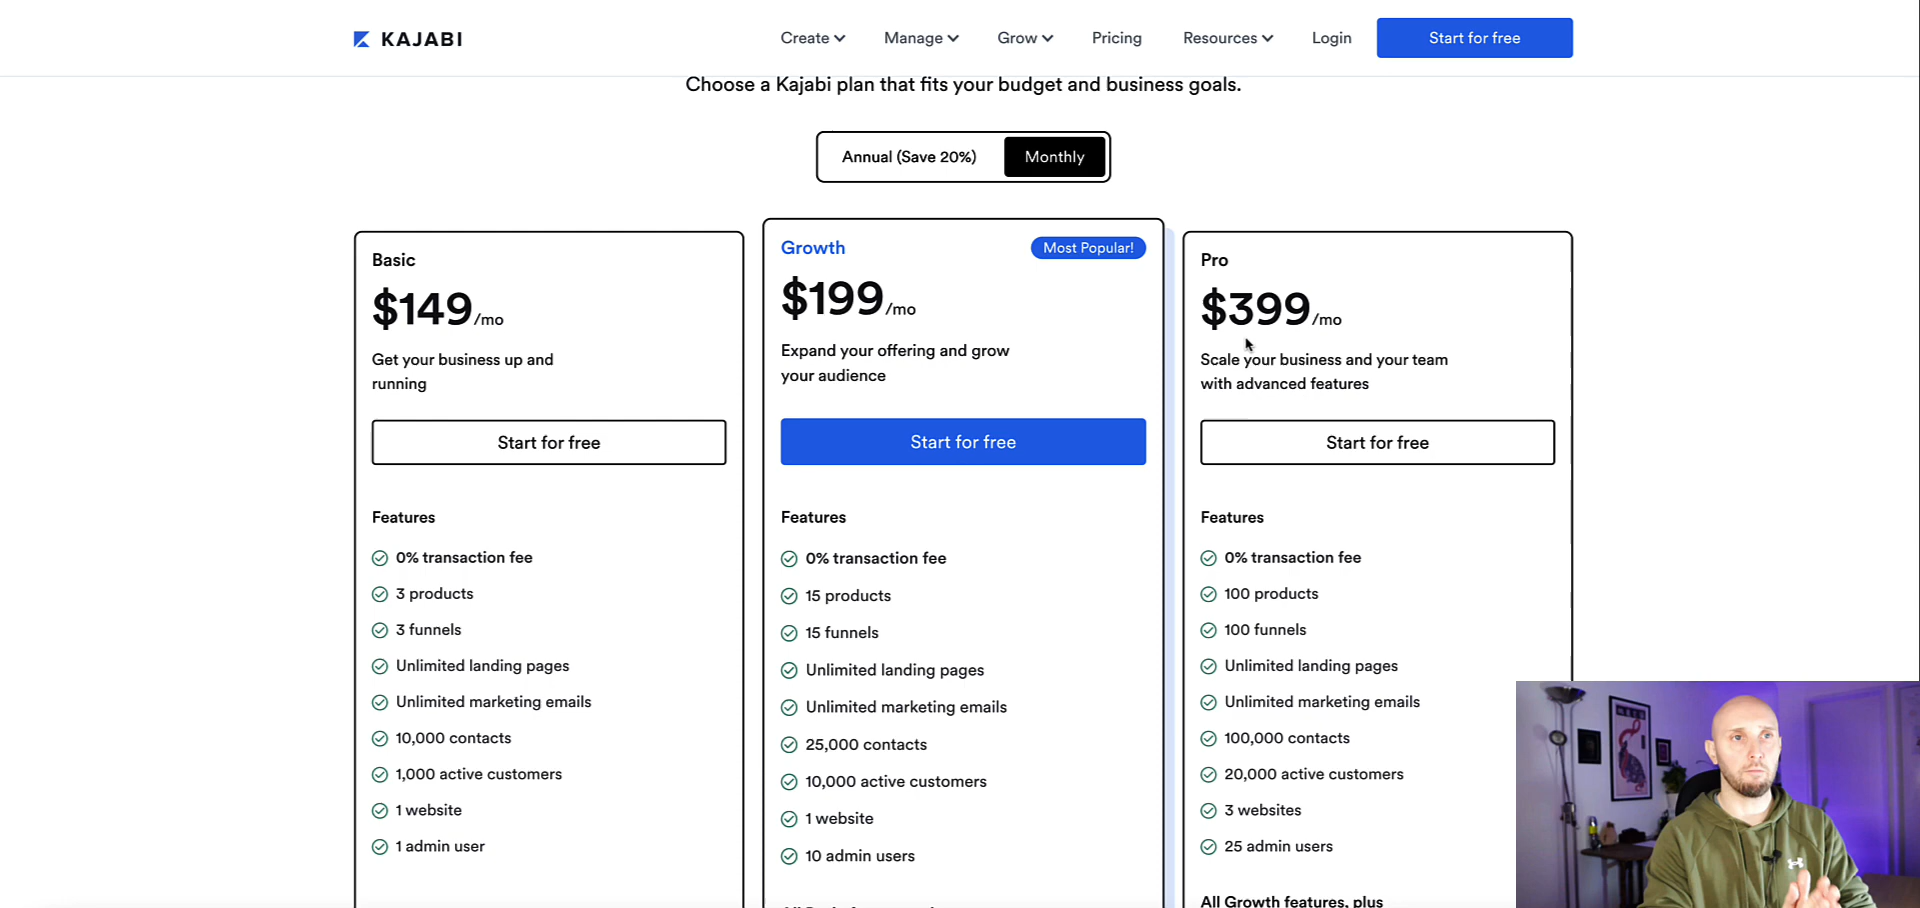 KAJABI
Create
Manage
Grow
Pricing
Resources
Login
Start for free
Choose a Kajabi plan that fits your budget and business goals.
Annual (Save 20%)
Monthly
Basic
$149/mo
Get your business up and
running
Start for free
Features
0% transaction fee
3 products
3 funnels
Unlimited landing pages
Unlimited marketing emails
10,000 contacts
1,000 active customers
1 website
1 admin user
Growth
Most Popular!
$199/mo
Expand your offering and grow
your audience
Start for free
Features
0% transaction fee
15 products
15 funnels
Unlimited landing pages
Unlimited marketing emails
25,000 contacts
10,000 active customers
1 website
10 admin users
Pro
$399/mo
Scale your business and your team
with advanced features
Start for free
Features
0% transaction fee
100 products
100 funnels
Unlimited landing pages
Unlimited marketing emails
100,000 contacts
20,000 active customers
3 websites
25 admin users
All Growth features, plus